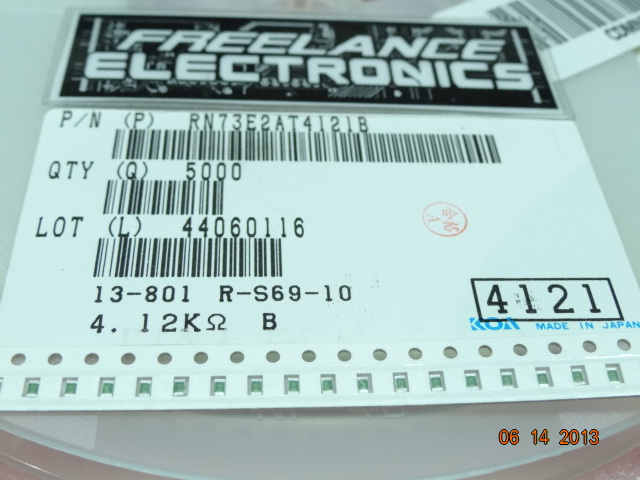 FREELANCE
ELECTRONICS
P/N (P) RN73E2AT4121B
QTY (Q) 5000
LOT (L) 44060116
13-801 R-S69-10
4121
4.12KΩ B
KOA MADE IN JAPAN
06 14 2013